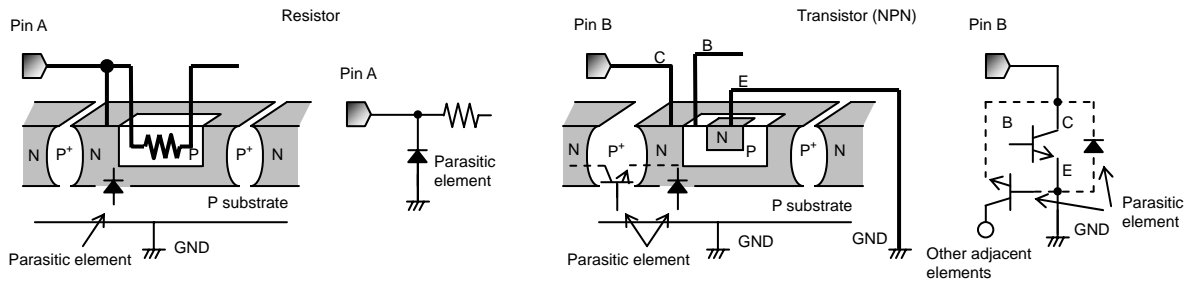 Resistor
Pin A
N
P+
N
P
P+
N
P substrate
GND
Parasitic element
Pin A
Parasitic
element
Transistor (NPN)
Pin B
C
B
E
N
P+
N
N
P
P+
N
P substrate
GND
GND
Parasitic element
Pin B
B
C
E
GND
Parasitic
element
Other adjacent
elements